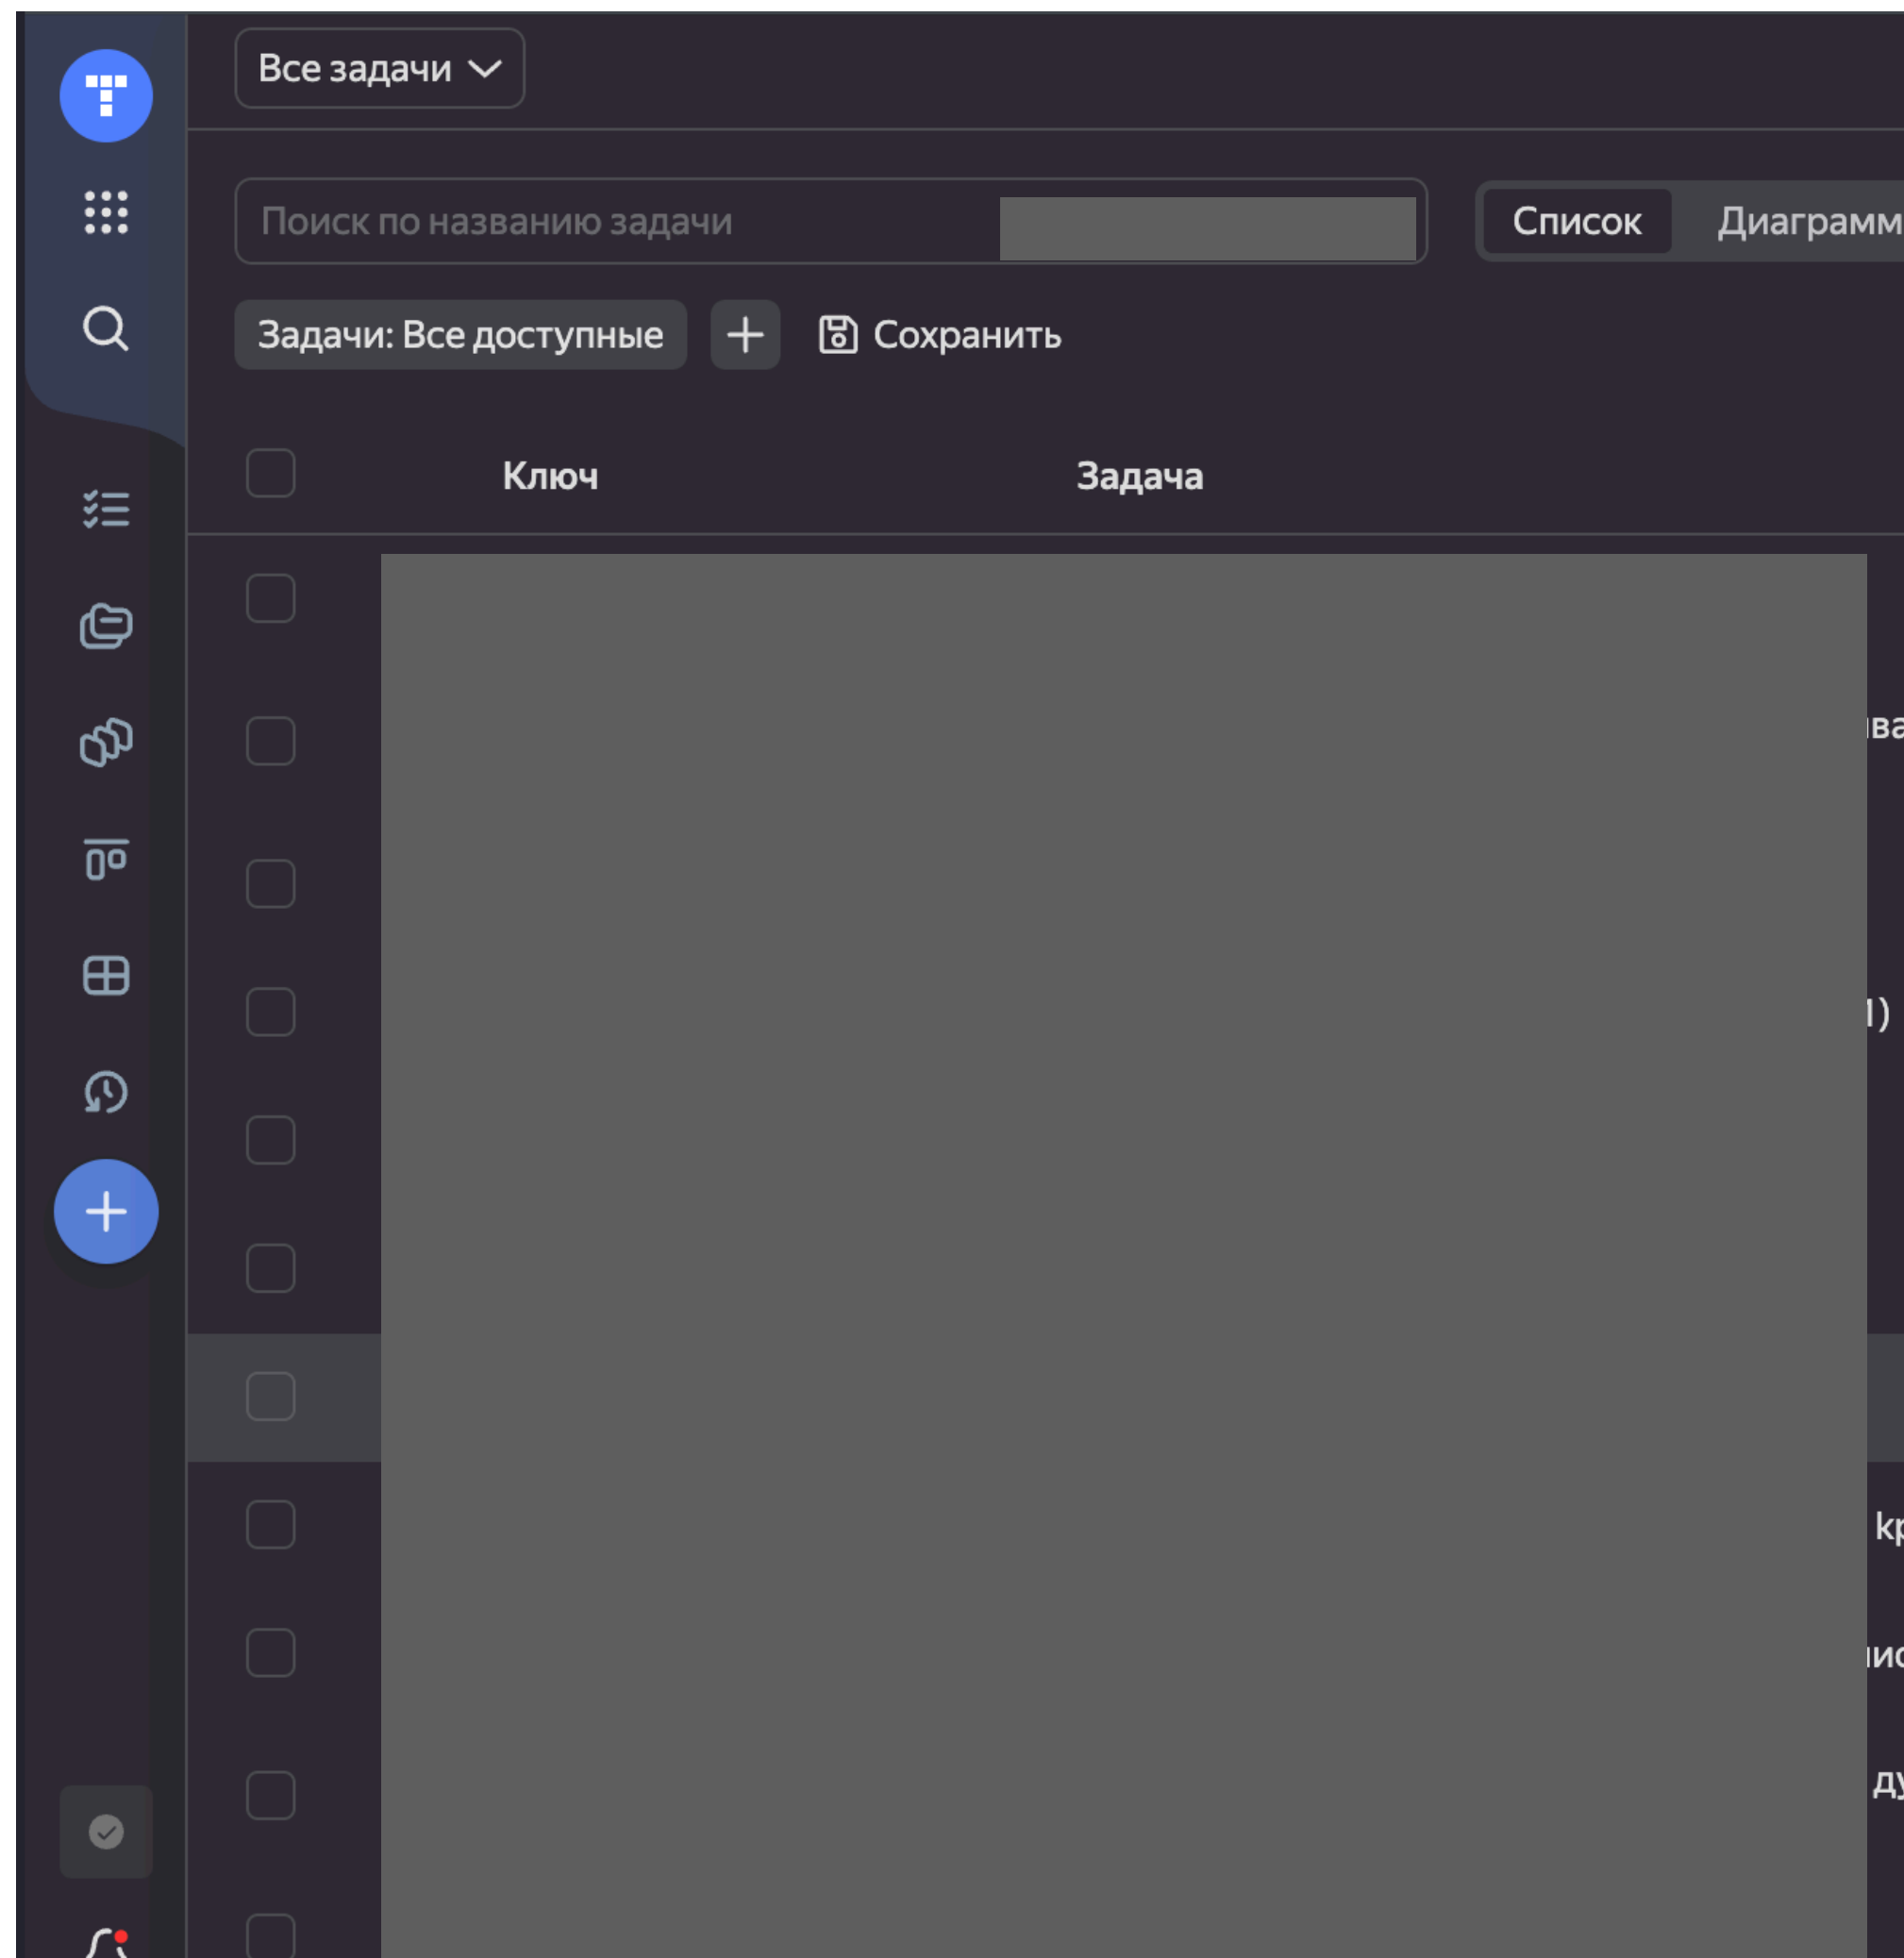 Все задачи
Поиск по названию задачи
Список
Задачи: Все доступные
Сохранить
Ключ Задача